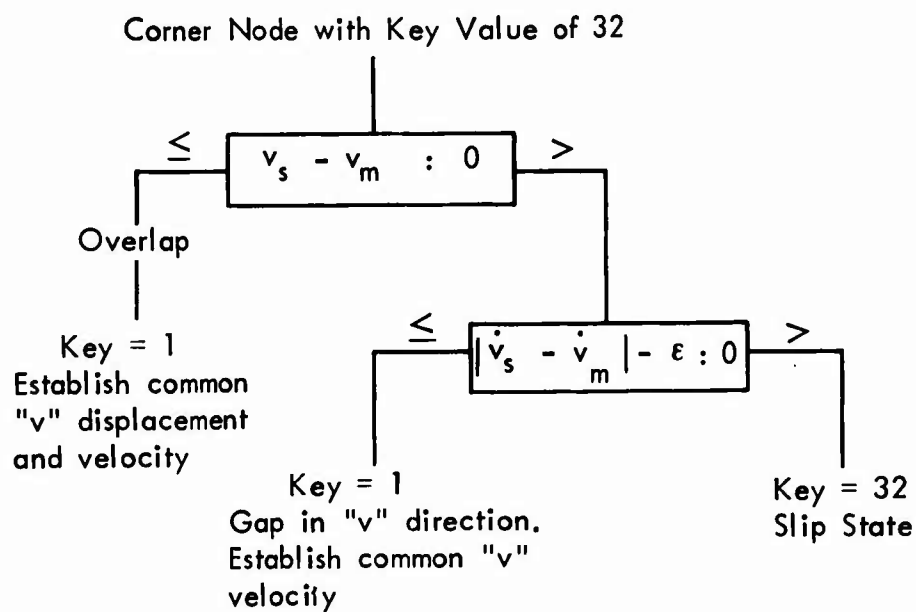 Corner Node with Key Value of 32
≤
v_s - v_m : 0
>
Overlap
Key = 1
Establish common
"v" displacement
and velocity
≤
|v̇_s - v̇_m| - ε : 0
>
Key = 1
Gap in "v" direction.
Establish common "v"
velocity
Key = 32
Slip State